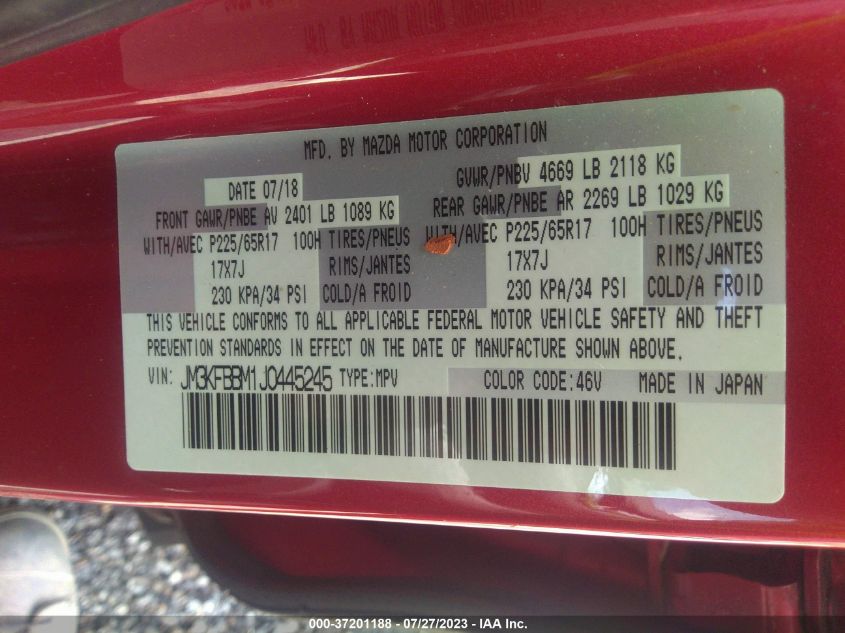 MFD. BY MAZDA MOTOR CORPORATION
DATE 07/18
GVWR/PNBV 4669 LB 2118 KG
FRONT GAWR/PNBE AV 2401 LB 1089 KG
REAR GAWR/PNBE AR 2269 LB 1029 KG
WITH/AVEC P225/65R17 100H TIRES/PNEUS
WITH/AVEC P225/65R17 100H TIRES/PNEUS
17X7J RIMS/JANTES
17X7J RIMS/JANTES
230 KPA/34 PSI COLD/A FROID
230 KPA/34 PSI COLD/A FROID
THIS VEHICLE CONFORMS TO ALL APPLICABLE FEDERAL MOTOR VEHICLE SAFETY AND THEFT
PREVENTION STANDARDS IN EFFECT ON THE DATE OF MANUFACTURE SHOWN ABOVE.
VIN: JM3KFBBM1J0445245 TYPE:MPV COLOR CODE:46V MADE IN JAPAN
000-37201188 - 07/27/2023 - IAA Inc.